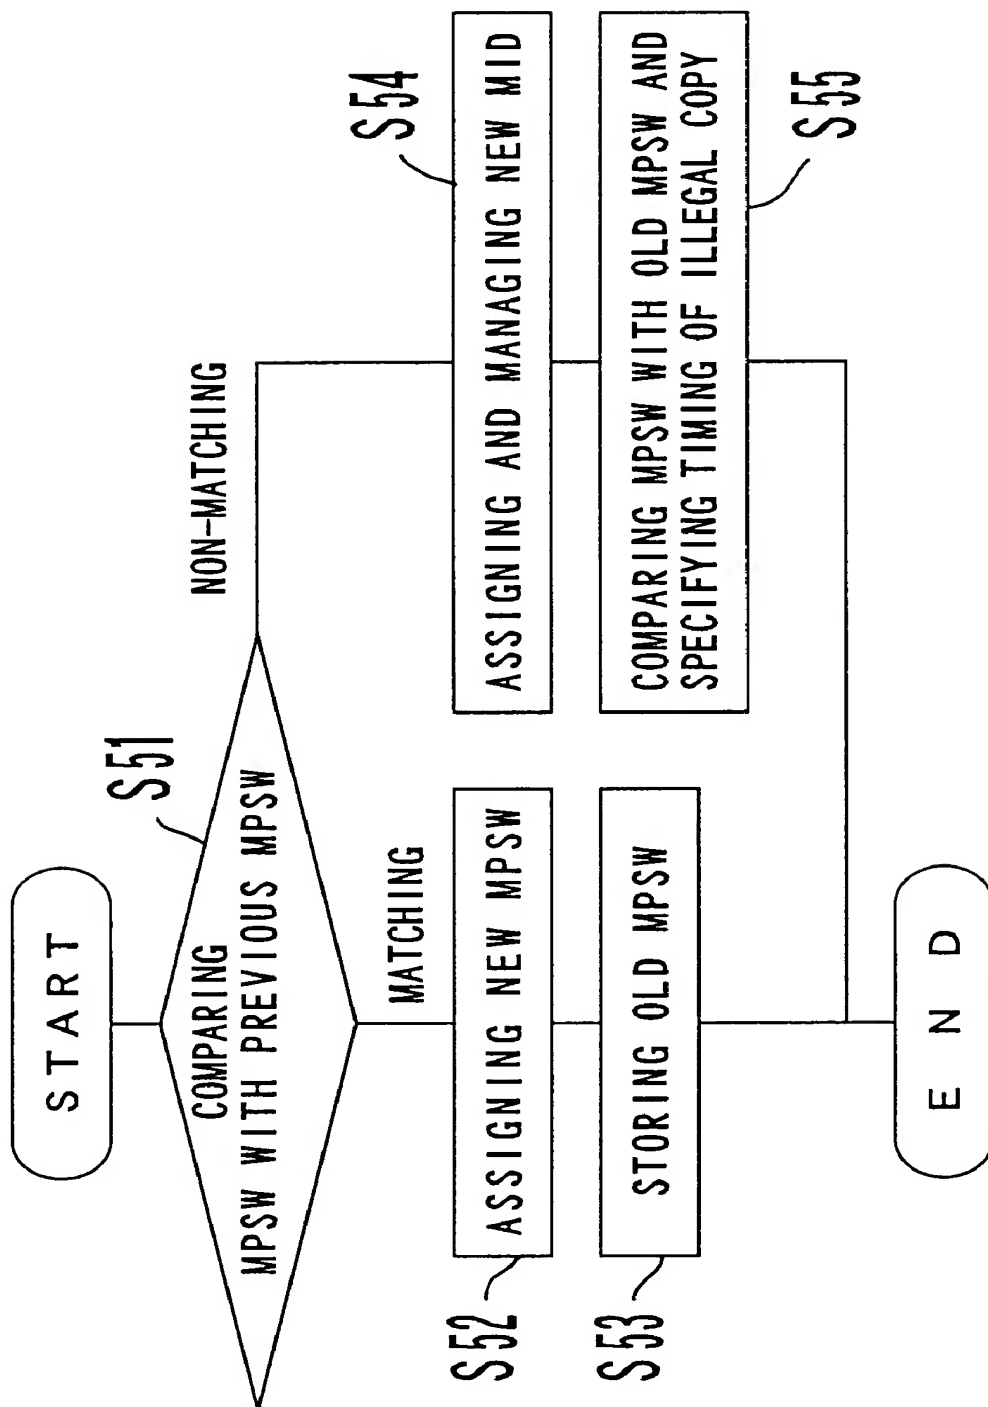 START
S51
COMPARING
MPSW WITH PREVIOUS MPSW
NON-MATCHING
MATCHING
S52
ASSIGNING NEW MPSW
S53
STORING OLD MPSW
S54
ASSIGNING AND MANAGING NEW MID
COMPARING MPSW WITH OLD MPSW AND
SPECIFYING TIMING OF ILLEGAL COPY
S55
END